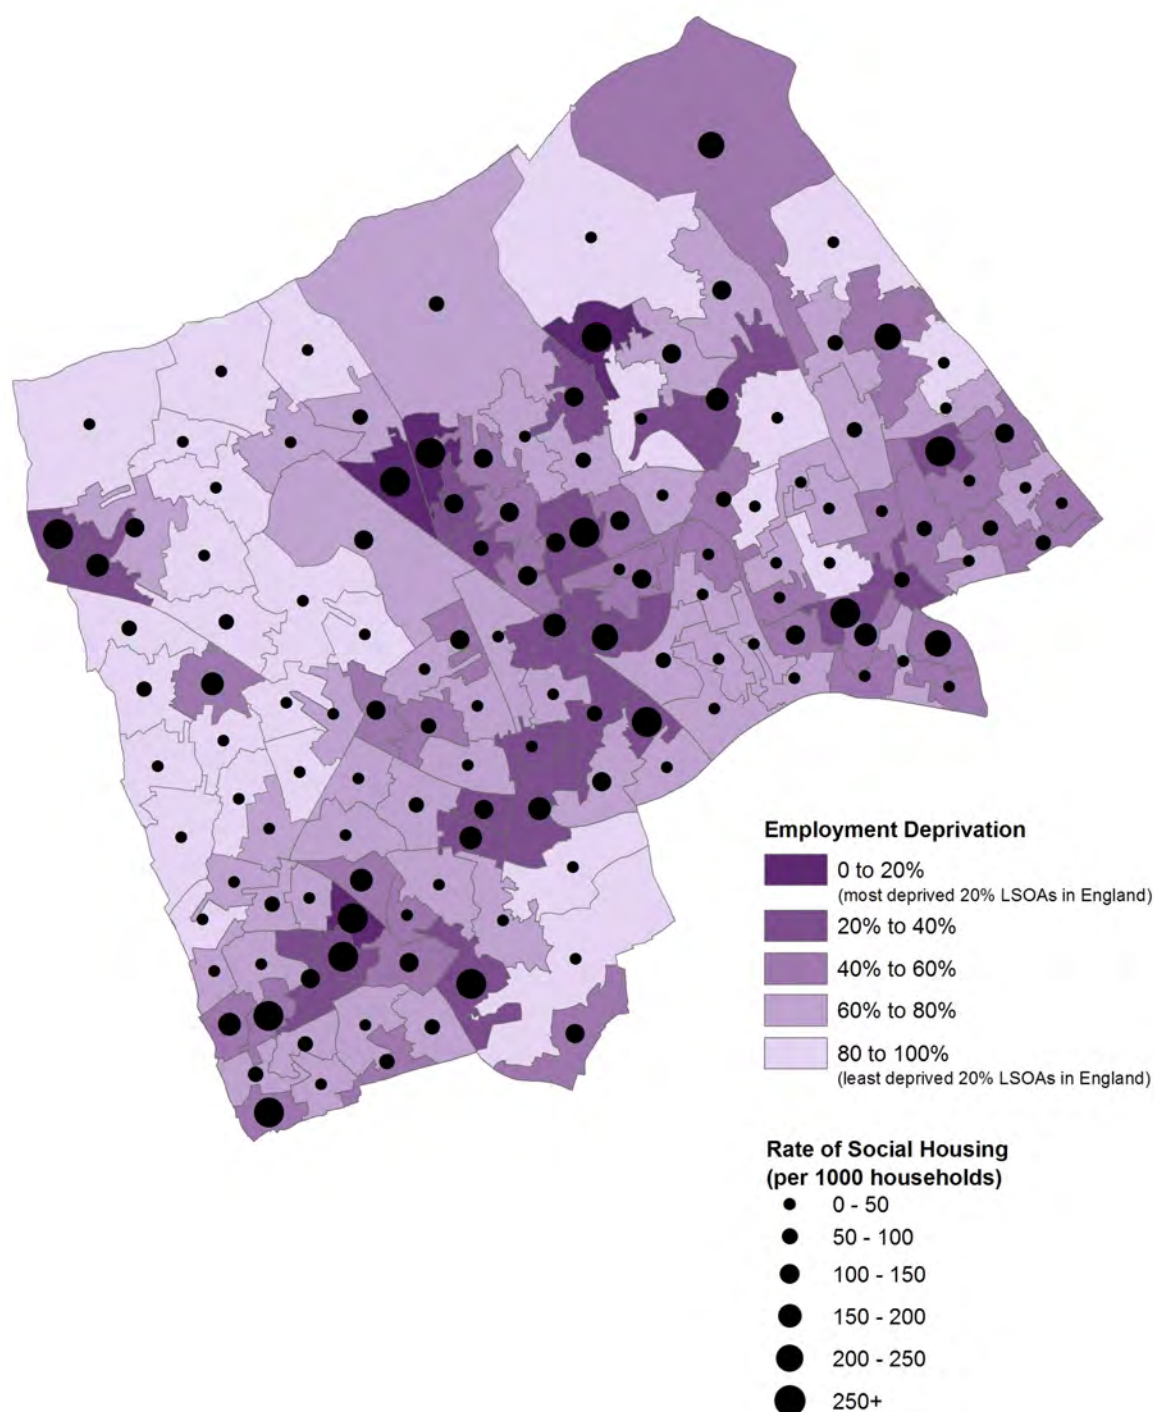 Employment Deprivation
0 to 20%
(most deprived 20% LSOAs in England)
20% to 40%
40% to 60%
60% to 80%
80 to 100%
(least deprived 20% LSOAs in England)
Rate of Social Housing
(per 1000 households)
0 - 50
50 - 100
100 - 150
150 - 200
200 - 250
250+